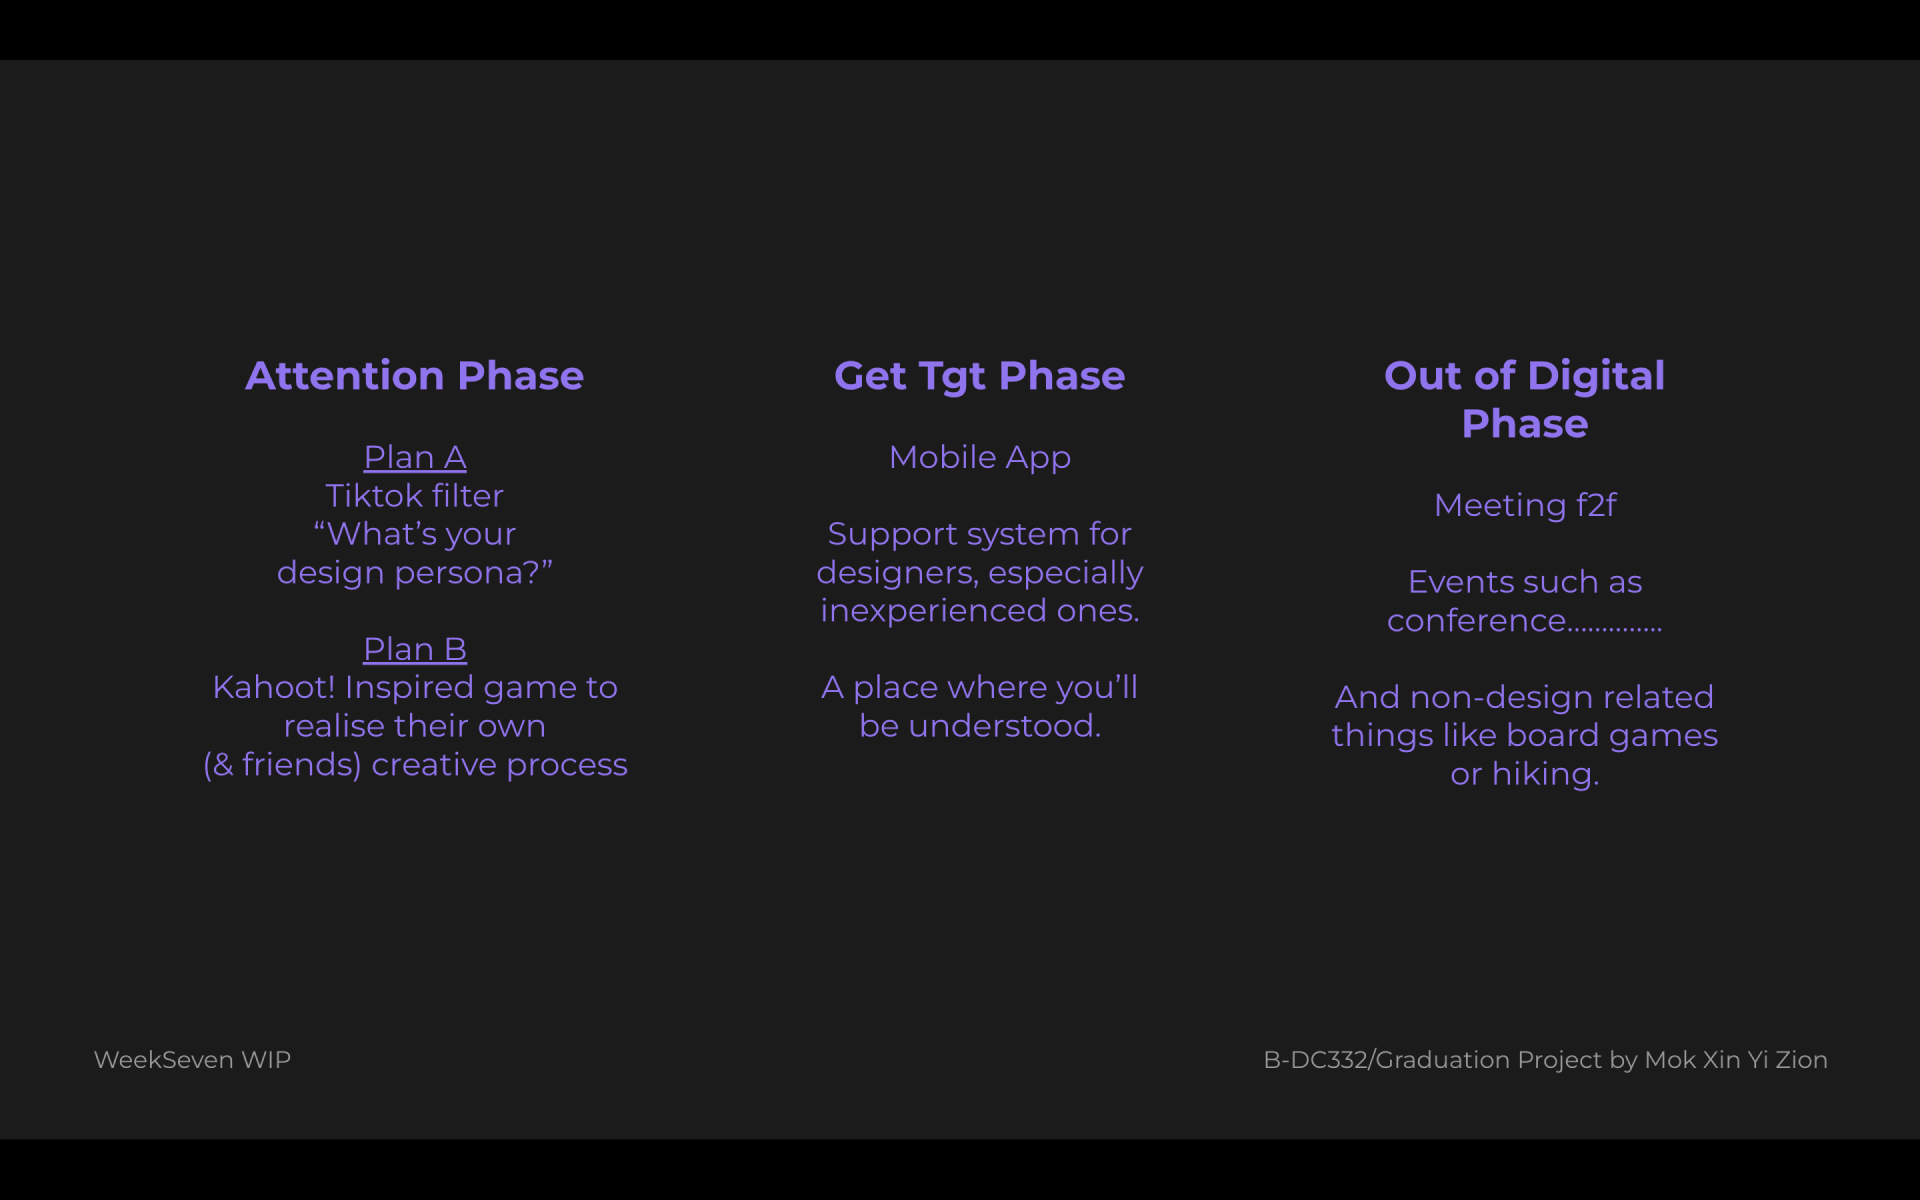 Attention Phase
Plan A
Tiktok filter
“What’s your
design persona?”
Plan B
Kahoot! Inspired game to
realise their own
(& friends) creative process
Get Tgt Phase
Mobile App
Support system for
designers, especially
inexperienced ones.
A place where you’ll
be understood.
Out of Digital
Phase
Meeting f2f
Events such as
conference..............
And non-design related
things like board games
or hiking.
WeekSeven WIP
B-DC332/Graduation Project by Mok Xin Yi Zion